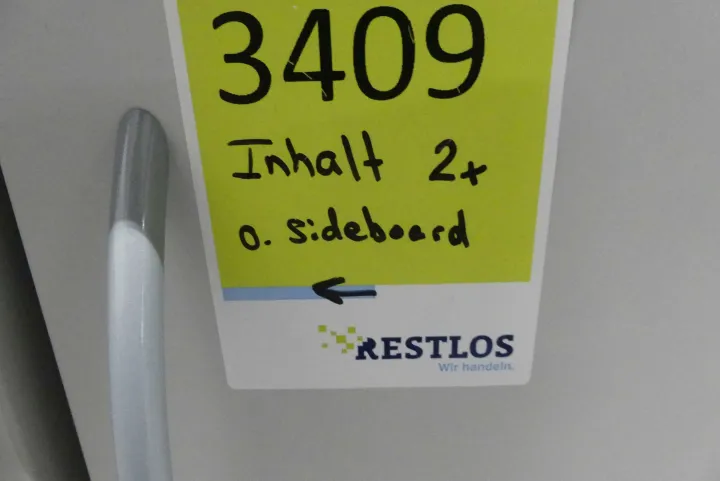 3409
Inhalt 2x
o. sideboard
RESTLOS
Wir handeln.